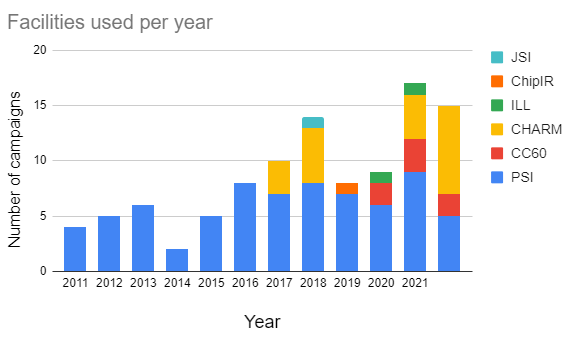 Facilities used per year
20
15
10
5
0
Number of campaigns
2011 2012 2013 2014 2015 2016 2017 2018 2019 2020 2021
Year
JSI
ChipIR
ILL
CHARM
CC60
PSI